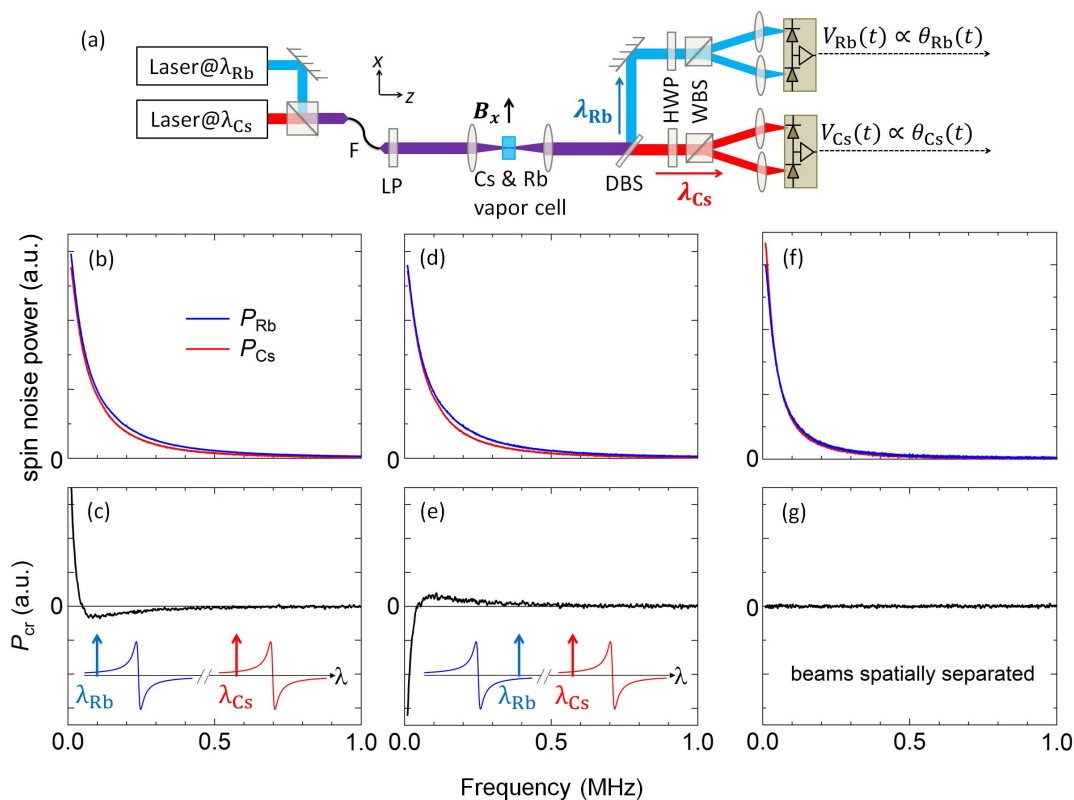 (a)
Laser@λRb
Laser@λCs
x
z
F
LP
Bx
Cs & Rb
vapor cell
λRb
DBS
HWP
WBS
λCs
VRb(t) ∝ θRb(t)
VCs(t) ∝ θCs(t)
spin noise power (a.u.)
0
(b)
PRb
PCs
0
(d)
0
(f)
Pcr (a.u.)
0
(c)
λRb
λCs
λ
0.0 0.5 1.0
0
(e)
λRb
λCs
λ
0.0 0.5 1.0
0
(g)
beams spatially separated
0.0 0.5 1.0
Frequency (MHz)